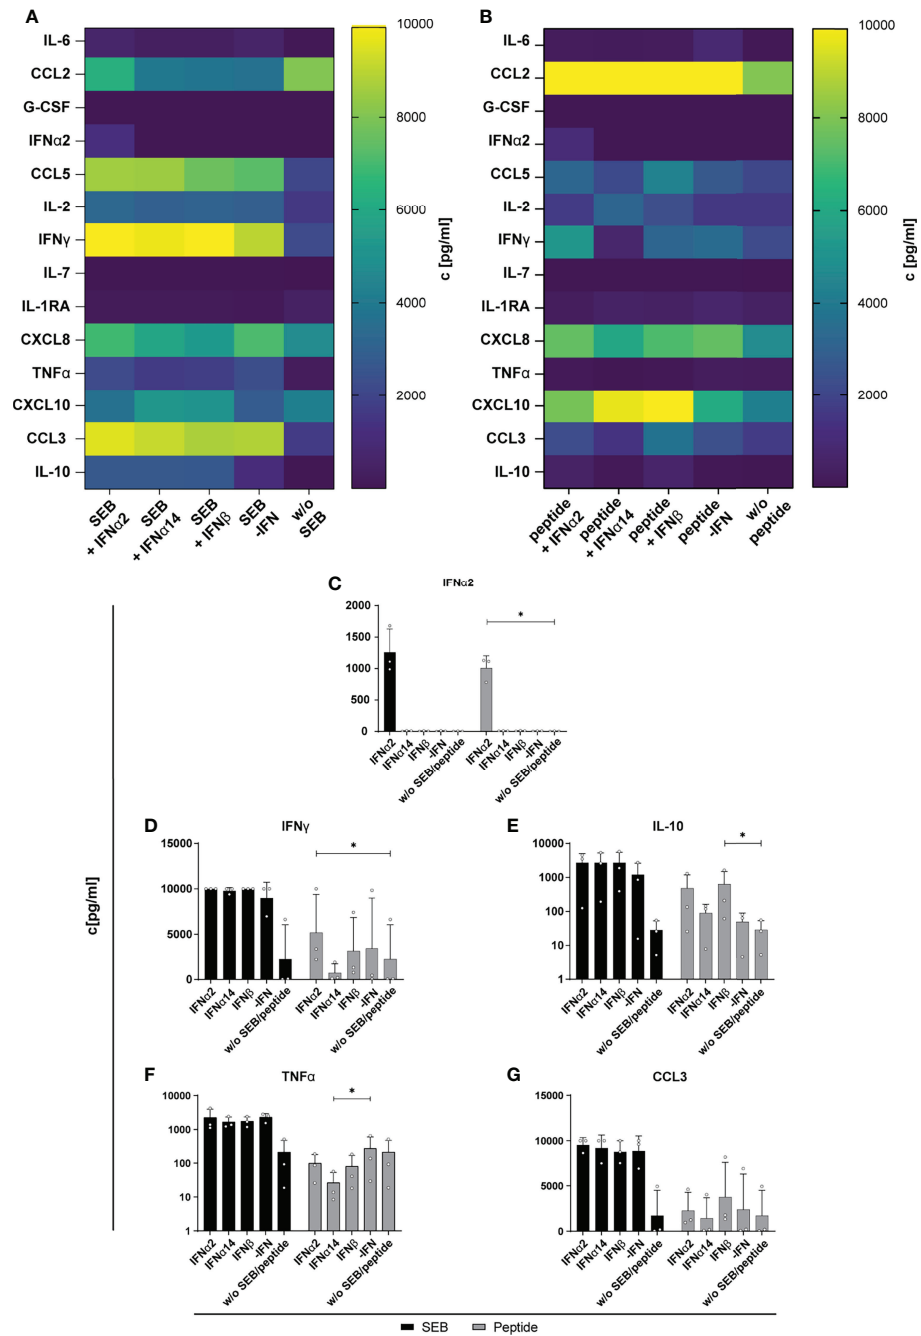 A
IL-6
CCL2
G-CSF
IFNα2
CCL5
IL-2
IFNγ
IL-7
IL-1RA
CXCL8
TNFα
CXCL10
CCL3
IL-10
SEB + IFNα2
SEB + IFNα14
SEB + IFNβ
SEB -IFN
w/o SEB
10000
8000
6000
4000
2000
c [pg/ml]
B
IL-6
CCL2
G-CSF
IFNα2
CCL5
IL-2
IFNγ
IL-7
IL-1RA
CXCL8
TNFα
CXCL10
CCL3
IL-10
peptide + IFNα2
peptide + IFNα14
peptide + IFNβ
peptide -IFN
w/o peptide
10000
8000
6000
4000
2000
c [pg/ml]
c[pg/ml]
C
IFNα2
2000
1500
1000
500
0
*
IFNα2
IFNα14
IFNβ
-IFN
w/o SEB/peptide
IFNα2
IFNα14
IFNβ
-IFN
w/o SEB/peptide
D
IFNγ
15000
10000
5000
0
*
IFNα2
IFNα14
IFNβ
-IFN
w/o SEB/peptide
IFNα2
IFNα14
IFNβ
-IFN
w/o SEB/peptide
E
IL-10
10000
1000
100
10
1
*
IFNα2
IFNα14
IFNβ
-IFN
w/o SEB/peptide
IFNα2
IFNα14
IFNβ
-IFN
w/o SEB/peptide
F
TNFα
10000
1000
100
10
1
*
IFNα2
IFNα14
IFNβ
-IFN
w/o SEB/peptide
IFNα2
IFNα14
IFNβ
-IFN
w/o SEB/peptide
G
CCL3
15000
10000
5000
0
IFNα2
IFNα14
IFNβ
-IFN
w/o SEB/peptide
IFNα2
IFNα14
IFNβ
-IFN
w/o SEB/peptide
SEB
Peptide